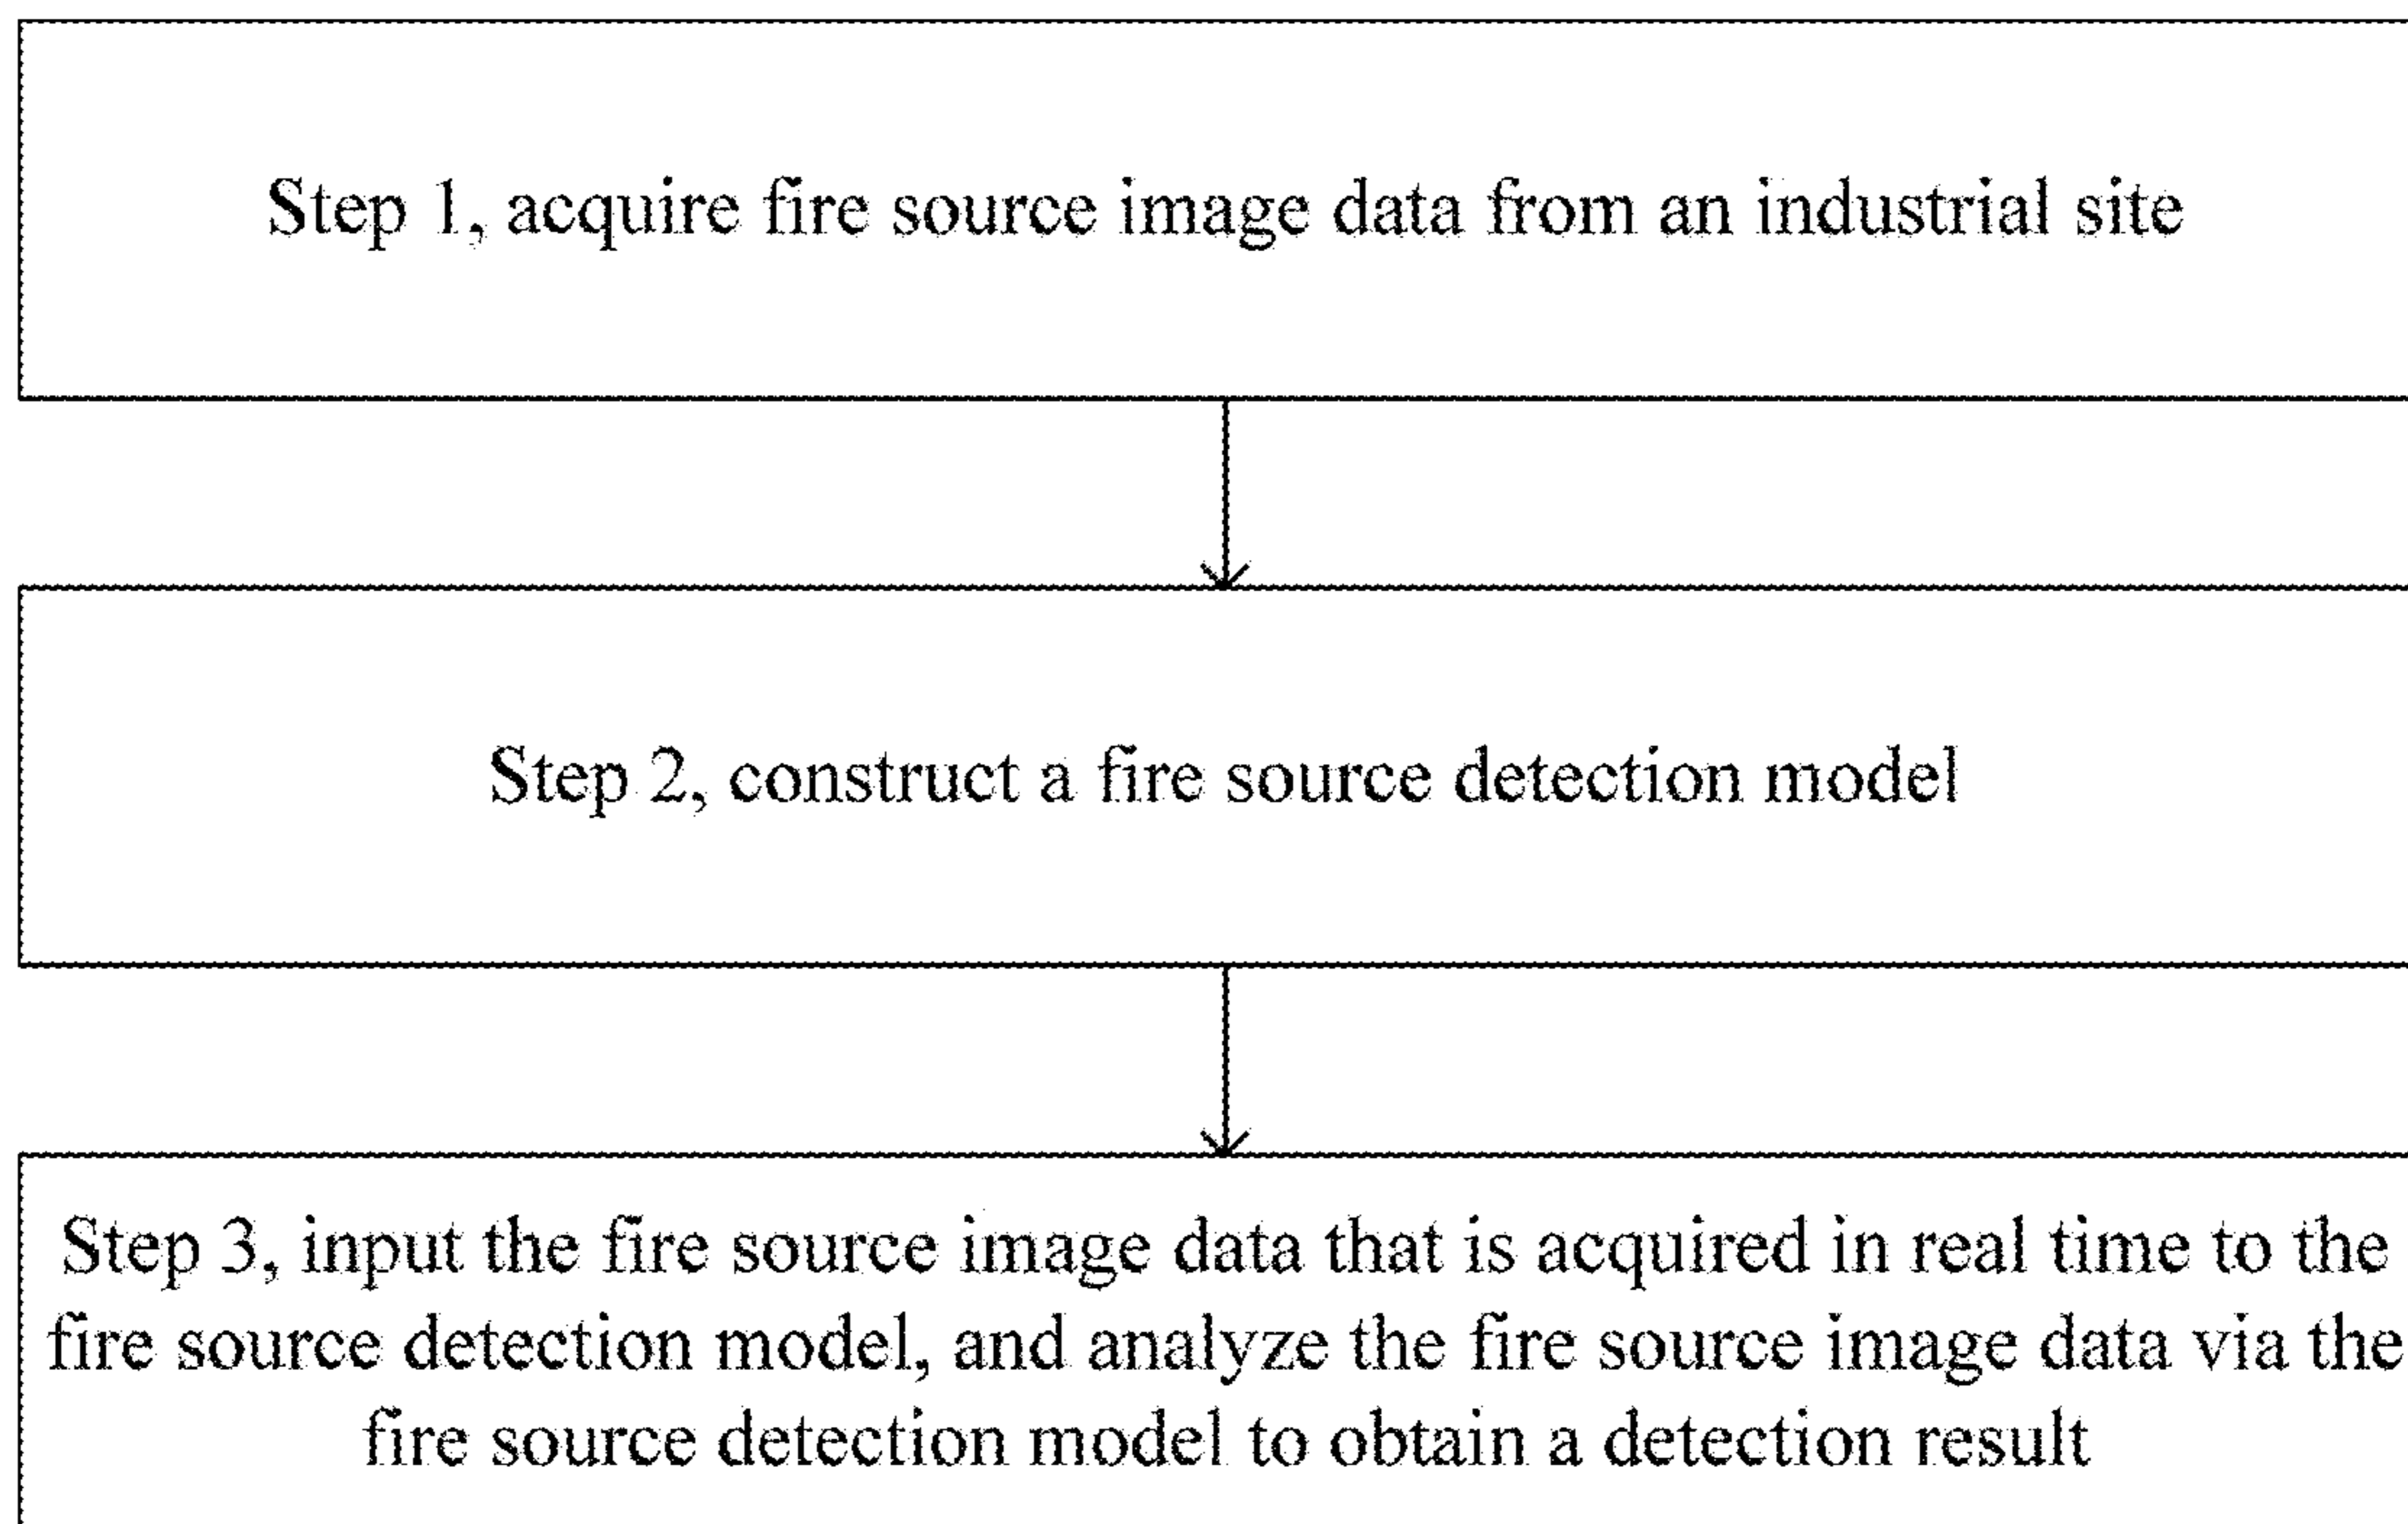 Step 1, acquire fire source image data from an industrial site
Step 2, construct a fire source detection model
Step 3, input the fire source image data that is acquired in real time to the
fire source detection model, and analyze the fire source image data via the
fire source detection model to obtain a detection result